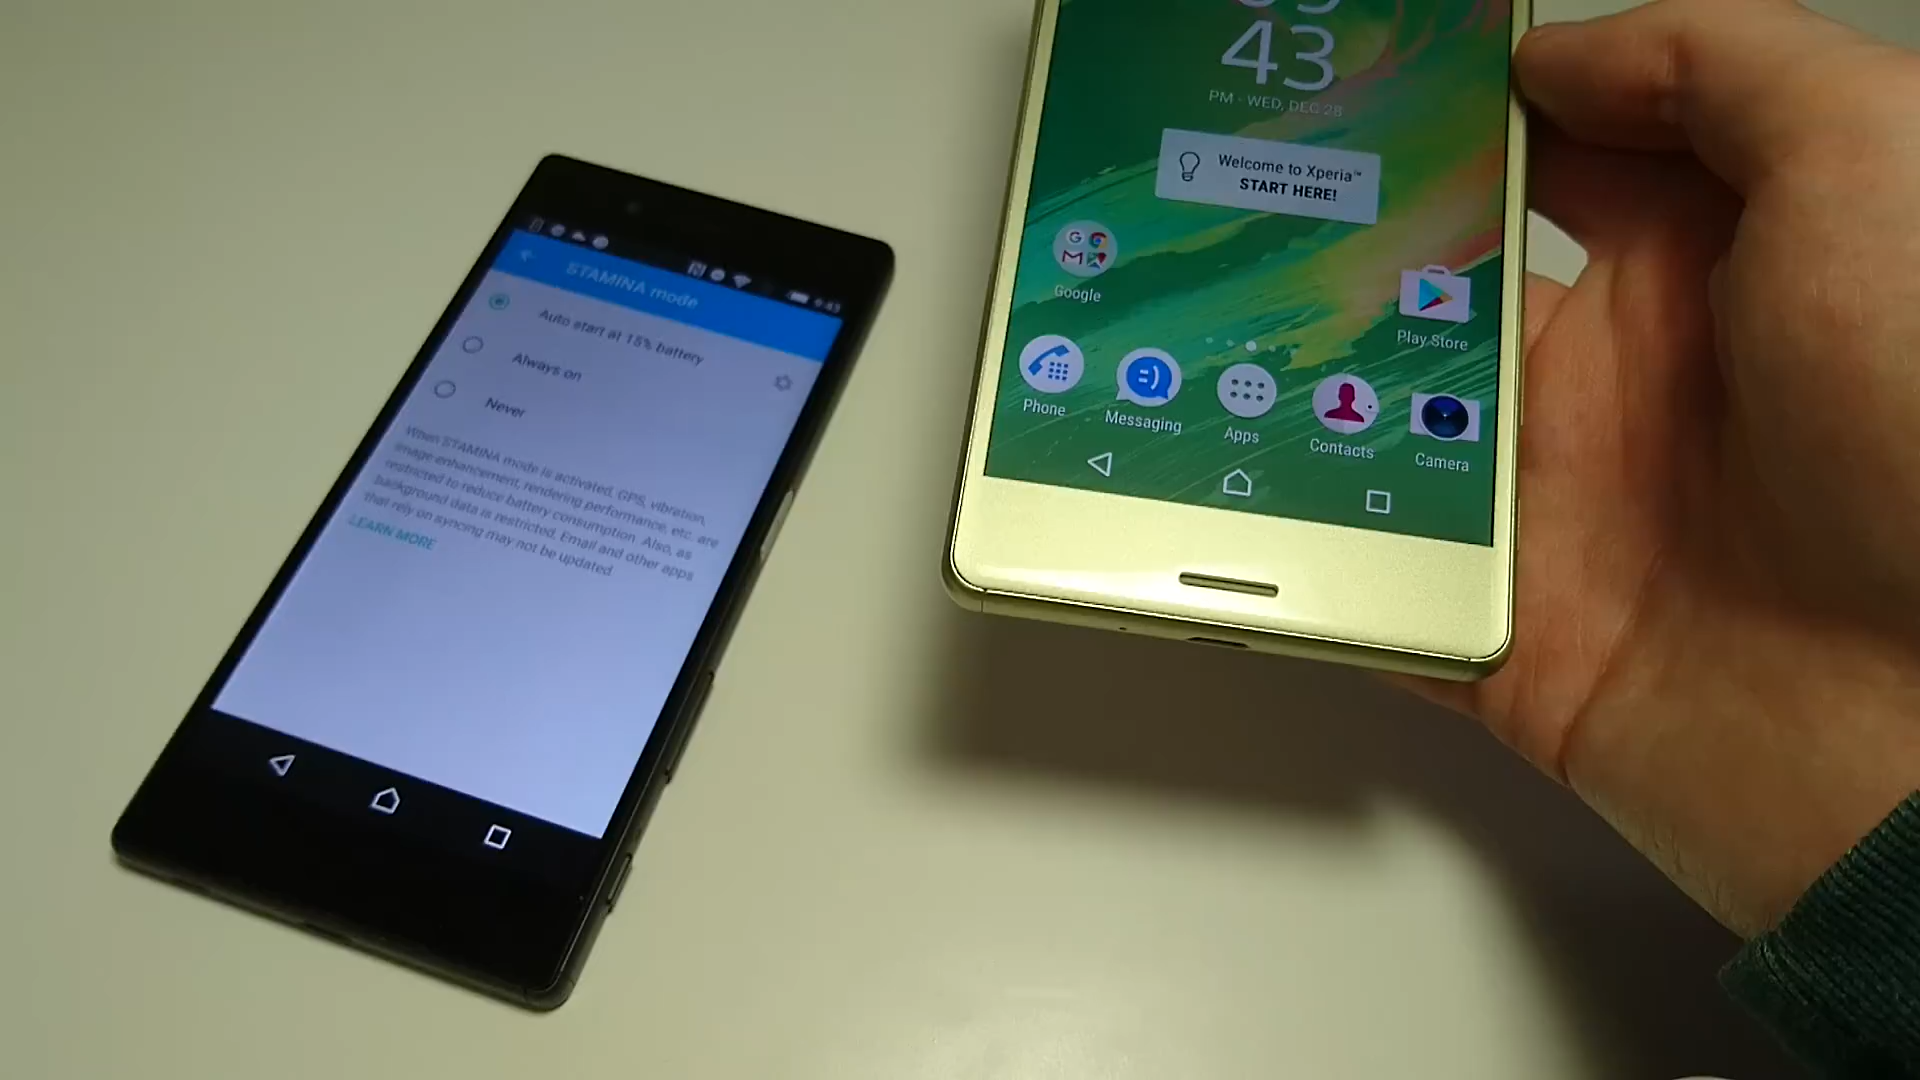 STAMINA mode
Auto start at 15% battery
Always on
Never
When STAMINA mode is activated, GPS, vibration,
image enhancement, rendering performance, etc. are
restricted to reduce battery consumption. Also, as
background data is restricted, Email and other apps
that rely on syncing may not be updated
LEARN MORE
43
PM - WED, DEC 28
Welcome to Xperia™
START HERE!
Google
Play Store
Phone
Messaging
Apps
Contacts
Camera